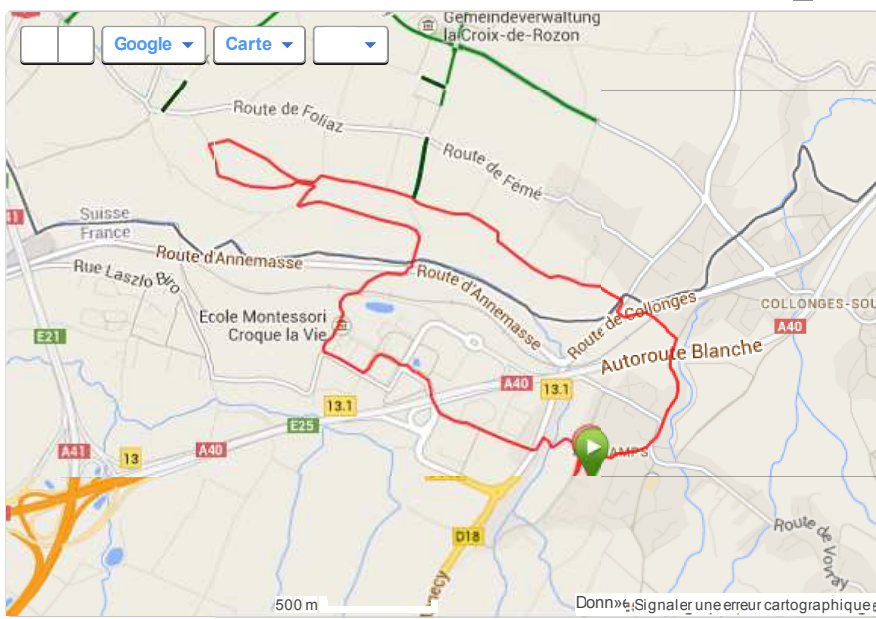 Gemeindeverwaltung
la Croix-de-Rozon
Google
Carte
Route de Foliaz
Route de Fémé
41
Suisse
France
Route d'Annemasse
Rue Laszlo Biro
Route d'Annemasse
Ecole Montessori
Croque la Vie
Route de Collonges
COLLONGES-SOU
A40
E21
Autoroute Blanche
A40
13.1
13.1
E25
A41
13
A40
AMPS
D18
Route de Vovray
500 m
Signaler une erreur cartographique